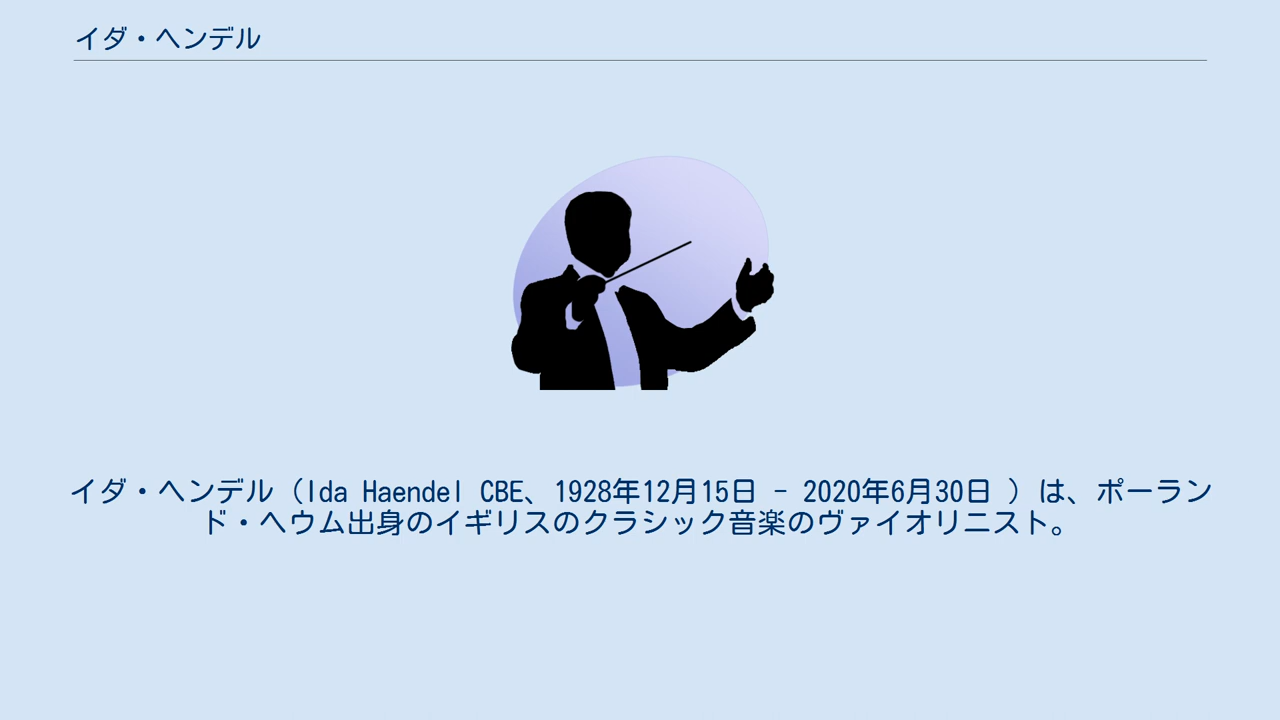 イダ・ヘンデル
イダ・ヘンデル（Ida Haendel CBE、1928年12月15日 - 2020年6月30日 ）は、ポーラン
ド・ヘウム出身のイギリスのクラシック音楽のヴァイオリニスト。